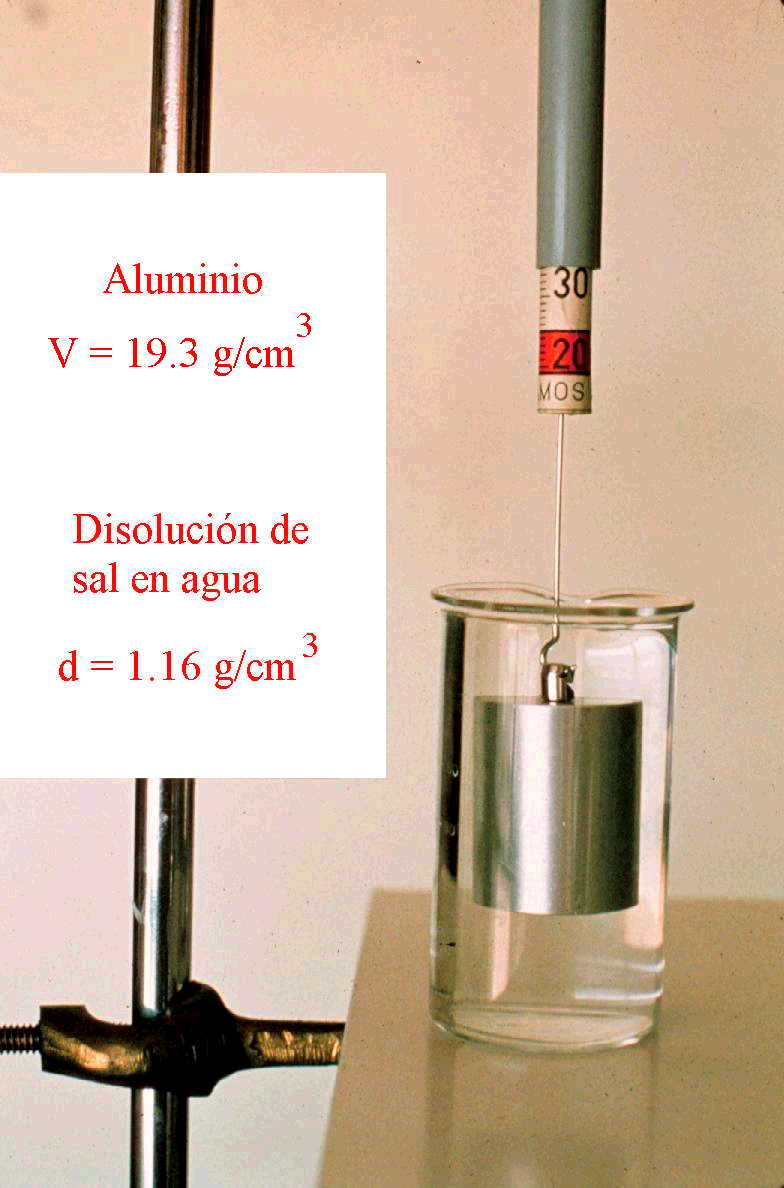 Aluminio
V = 19.3 g/cm³
Disolución de
sal en agua
d = 1.16 g/cm³
30
20
MOS